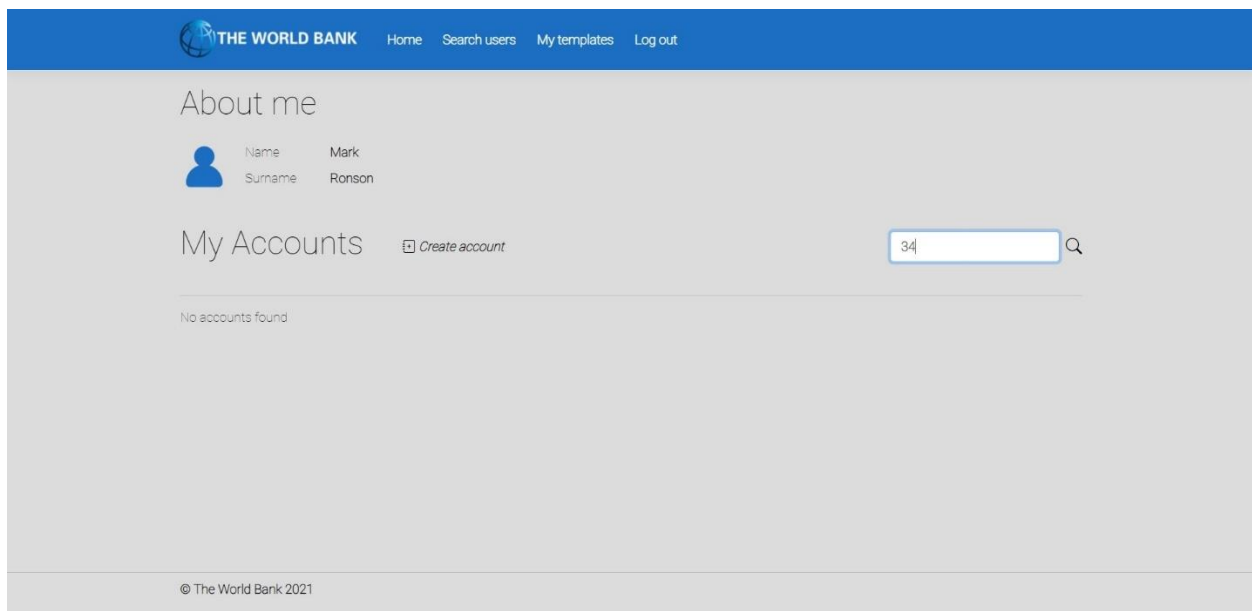 THE WORLD BANK Home Search users My templates Log out
About me
Name Mark
Surname Ronson
My Accounts Create account 34
No accounts found
© The World Bank 2021